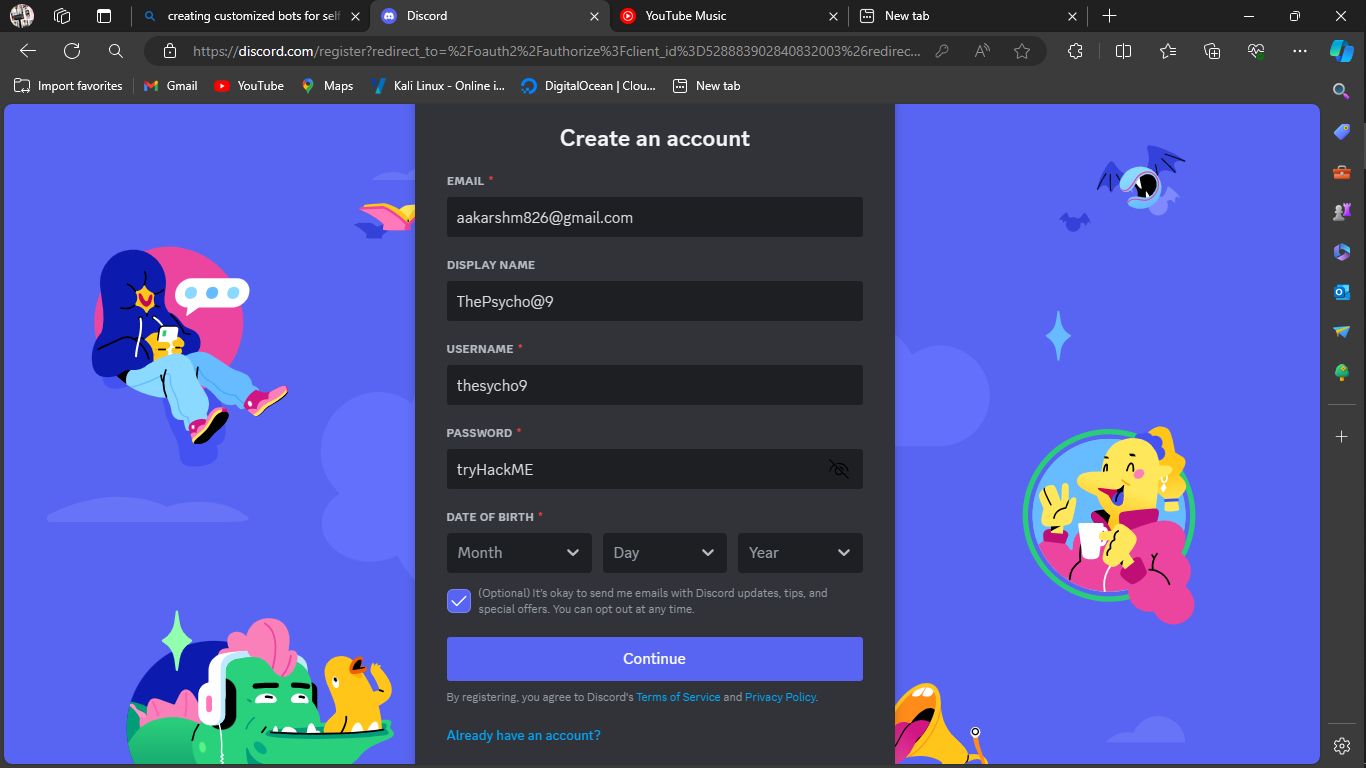 creating customized bots for self
Discord
YouTube Music
New tab
https://discord.com/register?redirect_to=%2Foauth2%2Fauthorize%3Fclient_id%3D528883902840832003%26redirec...
Import favorites
Gmail
YouTube
Maps
Kali Linux - Online i...
DigitalOcean | Clou...
New tab
Create an account
EMAIL *
aakarshm826@gmail.com
DISPLAY NAME
ThePsycho@9
USERNAME *
thesycho9
PASSWORD *
tryHackME
DATE OF BIRTH *
Month
Day
Year
(Optional) It's okay to send me emails with Discord updates, tips, and
special offers. You can opt out at any time.
Continue
By registering, you agree to Discord's Terms of Service and Privacy Policy.
Already have an account?